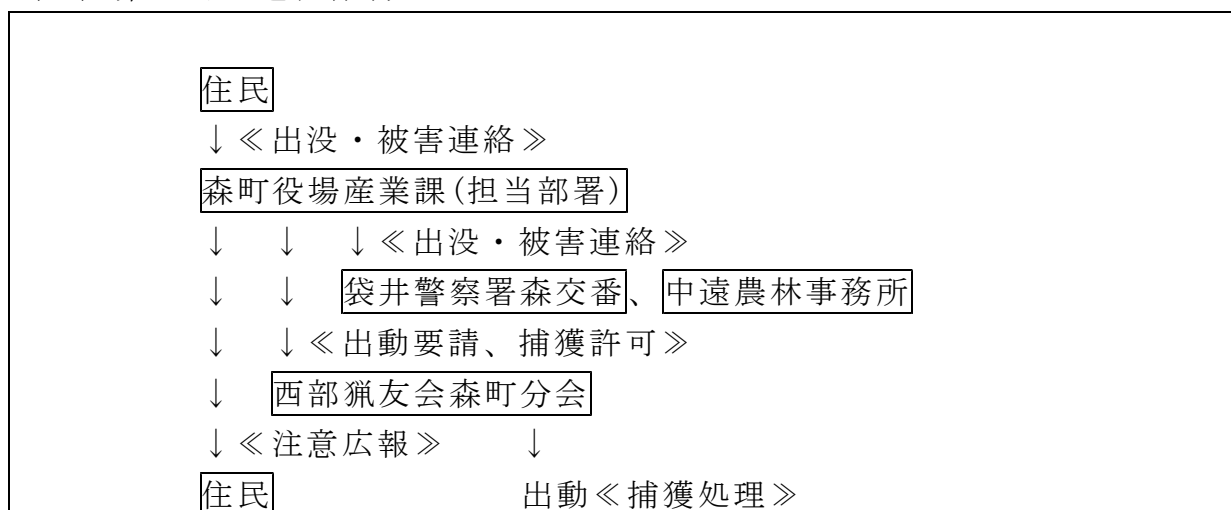 住民
↓≪出没・被害連絡≫
森町役場産業課(担当部署)
↓ ↓ ↓≪出没・被害連絡≫
↓ ↓ 袋井警察署森交番、中遠農林事務所
↓ ↓≪出動要請、捕獲許可≫
↓ 西部猟友会森町分会
↓≪注意広報≫ ↓
住民 出動≪捕獲処理≫